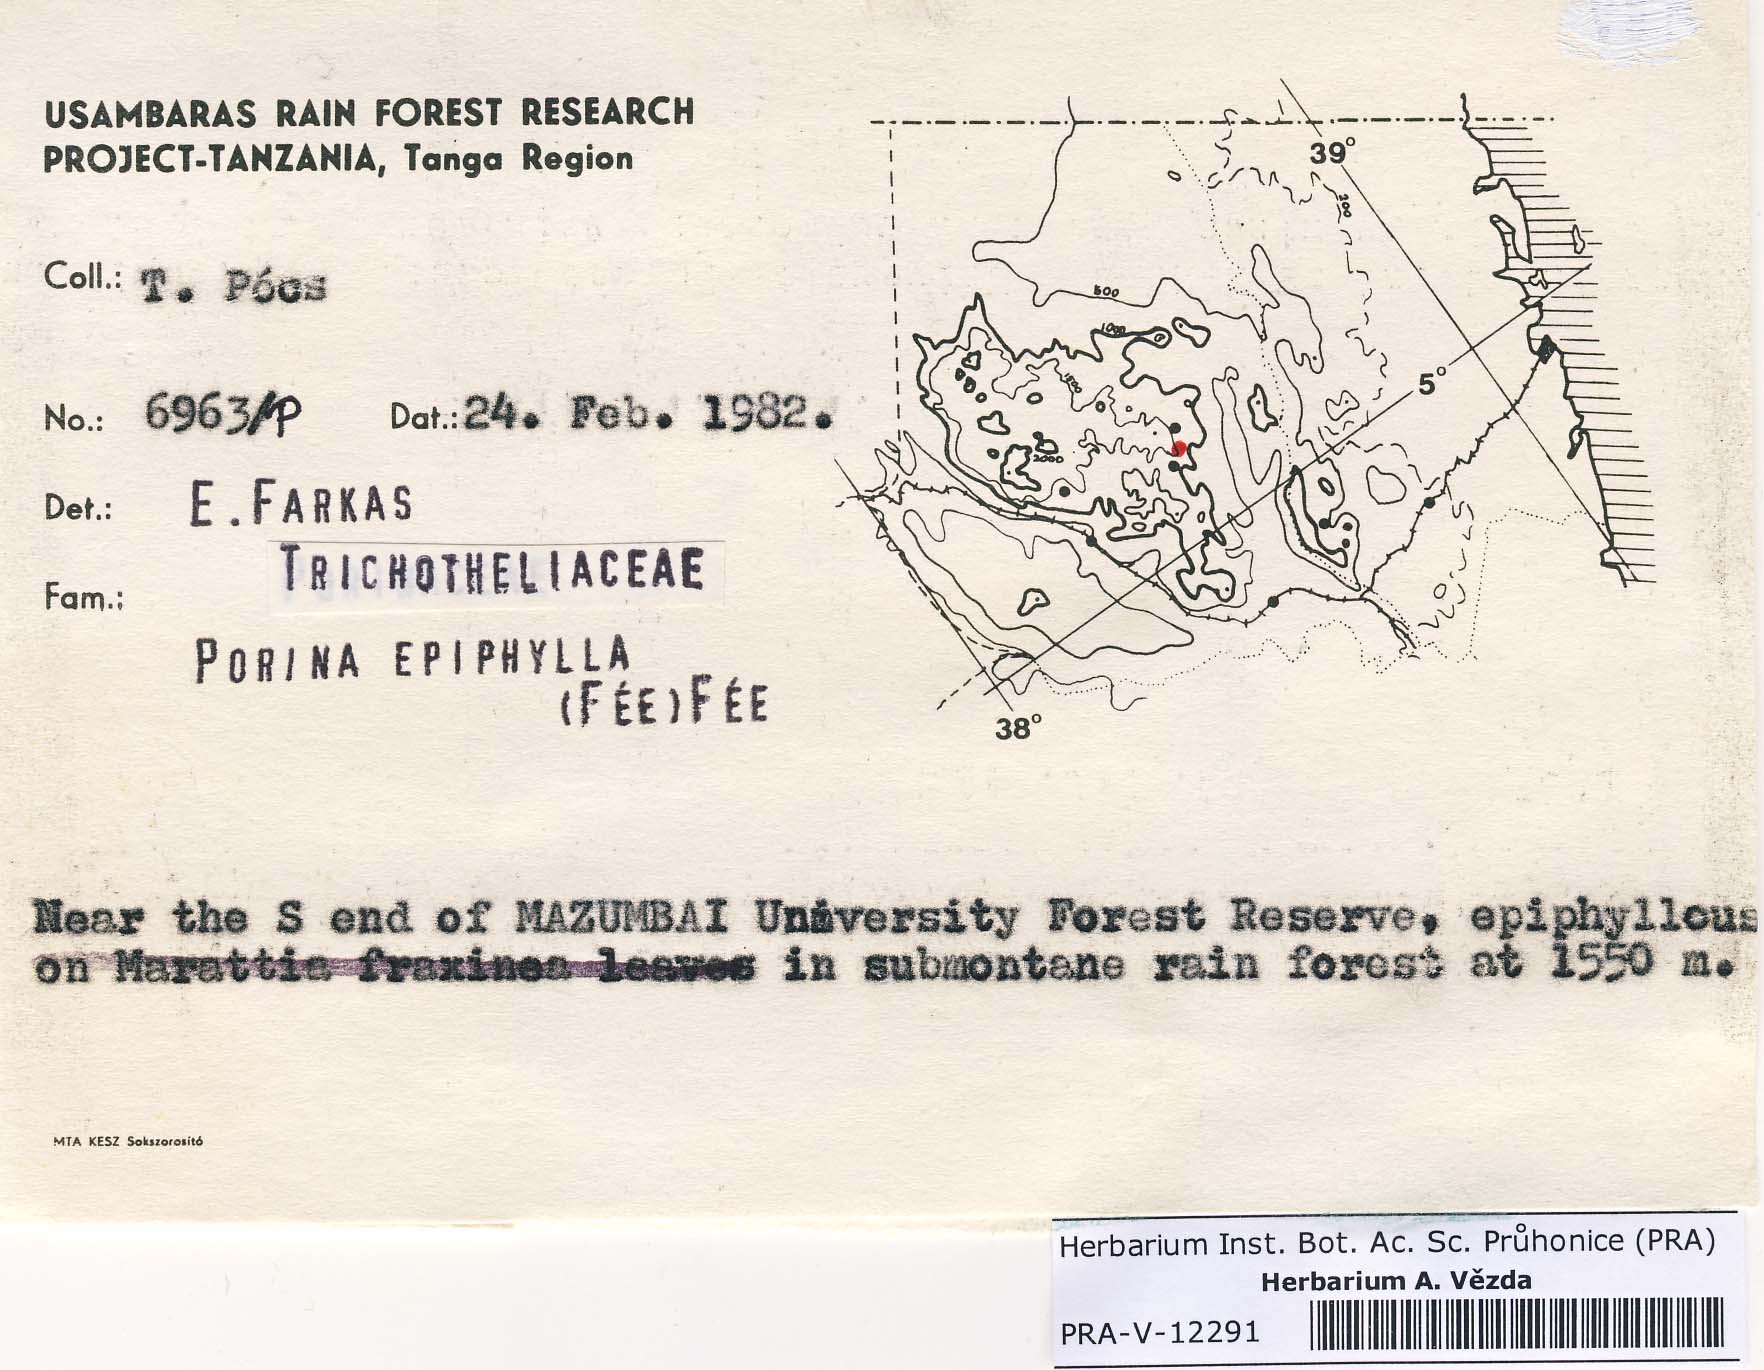 USAMBARAS RAIN FOREST RESEARCH
PROJECT-TANZANIA, Tanga Region
Coll.: T. Pócs
No.: 6963/P Dat.: 24. Feb. 1982.
Det.: E. FARKAS
TRICHOTHELIACEAE
Fam.:
PORINA EPIPHYLLA
(FÉE) FÉE
39°
200
500
1000
1500
2000
5°
38°
Near the S end of MAZUMBAI University Forest Reserve, epiphyllous
on Marattia fraxinea leaves in submontane rain forest at 1550 m.
MTA KESZ Sokszorosító
Herbarium Inst. Bot. Ac. Sc. Průhonice (PRA)
Herbarium A. Vězda
PRA-V-12291